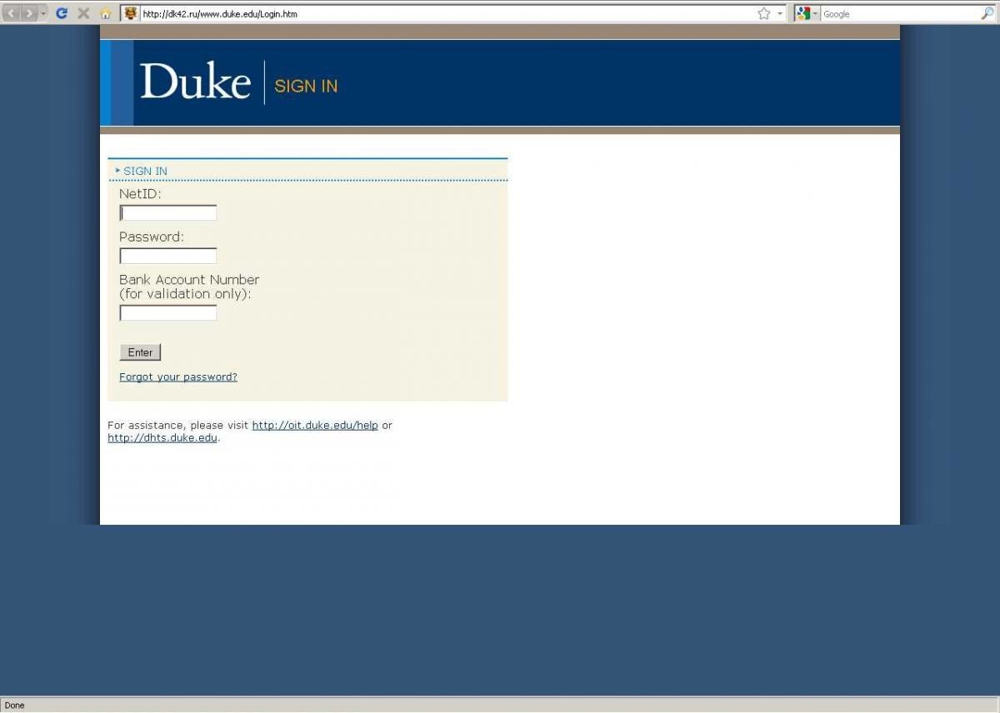 http://dk42.ru/www.duke.edu/Login.htm
Google
Duke
SIGN IN
SIGN IN
NetID:
Password:
Bank Account Number
(for validation only):
Enter
Forgot your password?
For assistance, please visit http://oit.duke.edu/help or
http://dhts.duke.edu.
Done